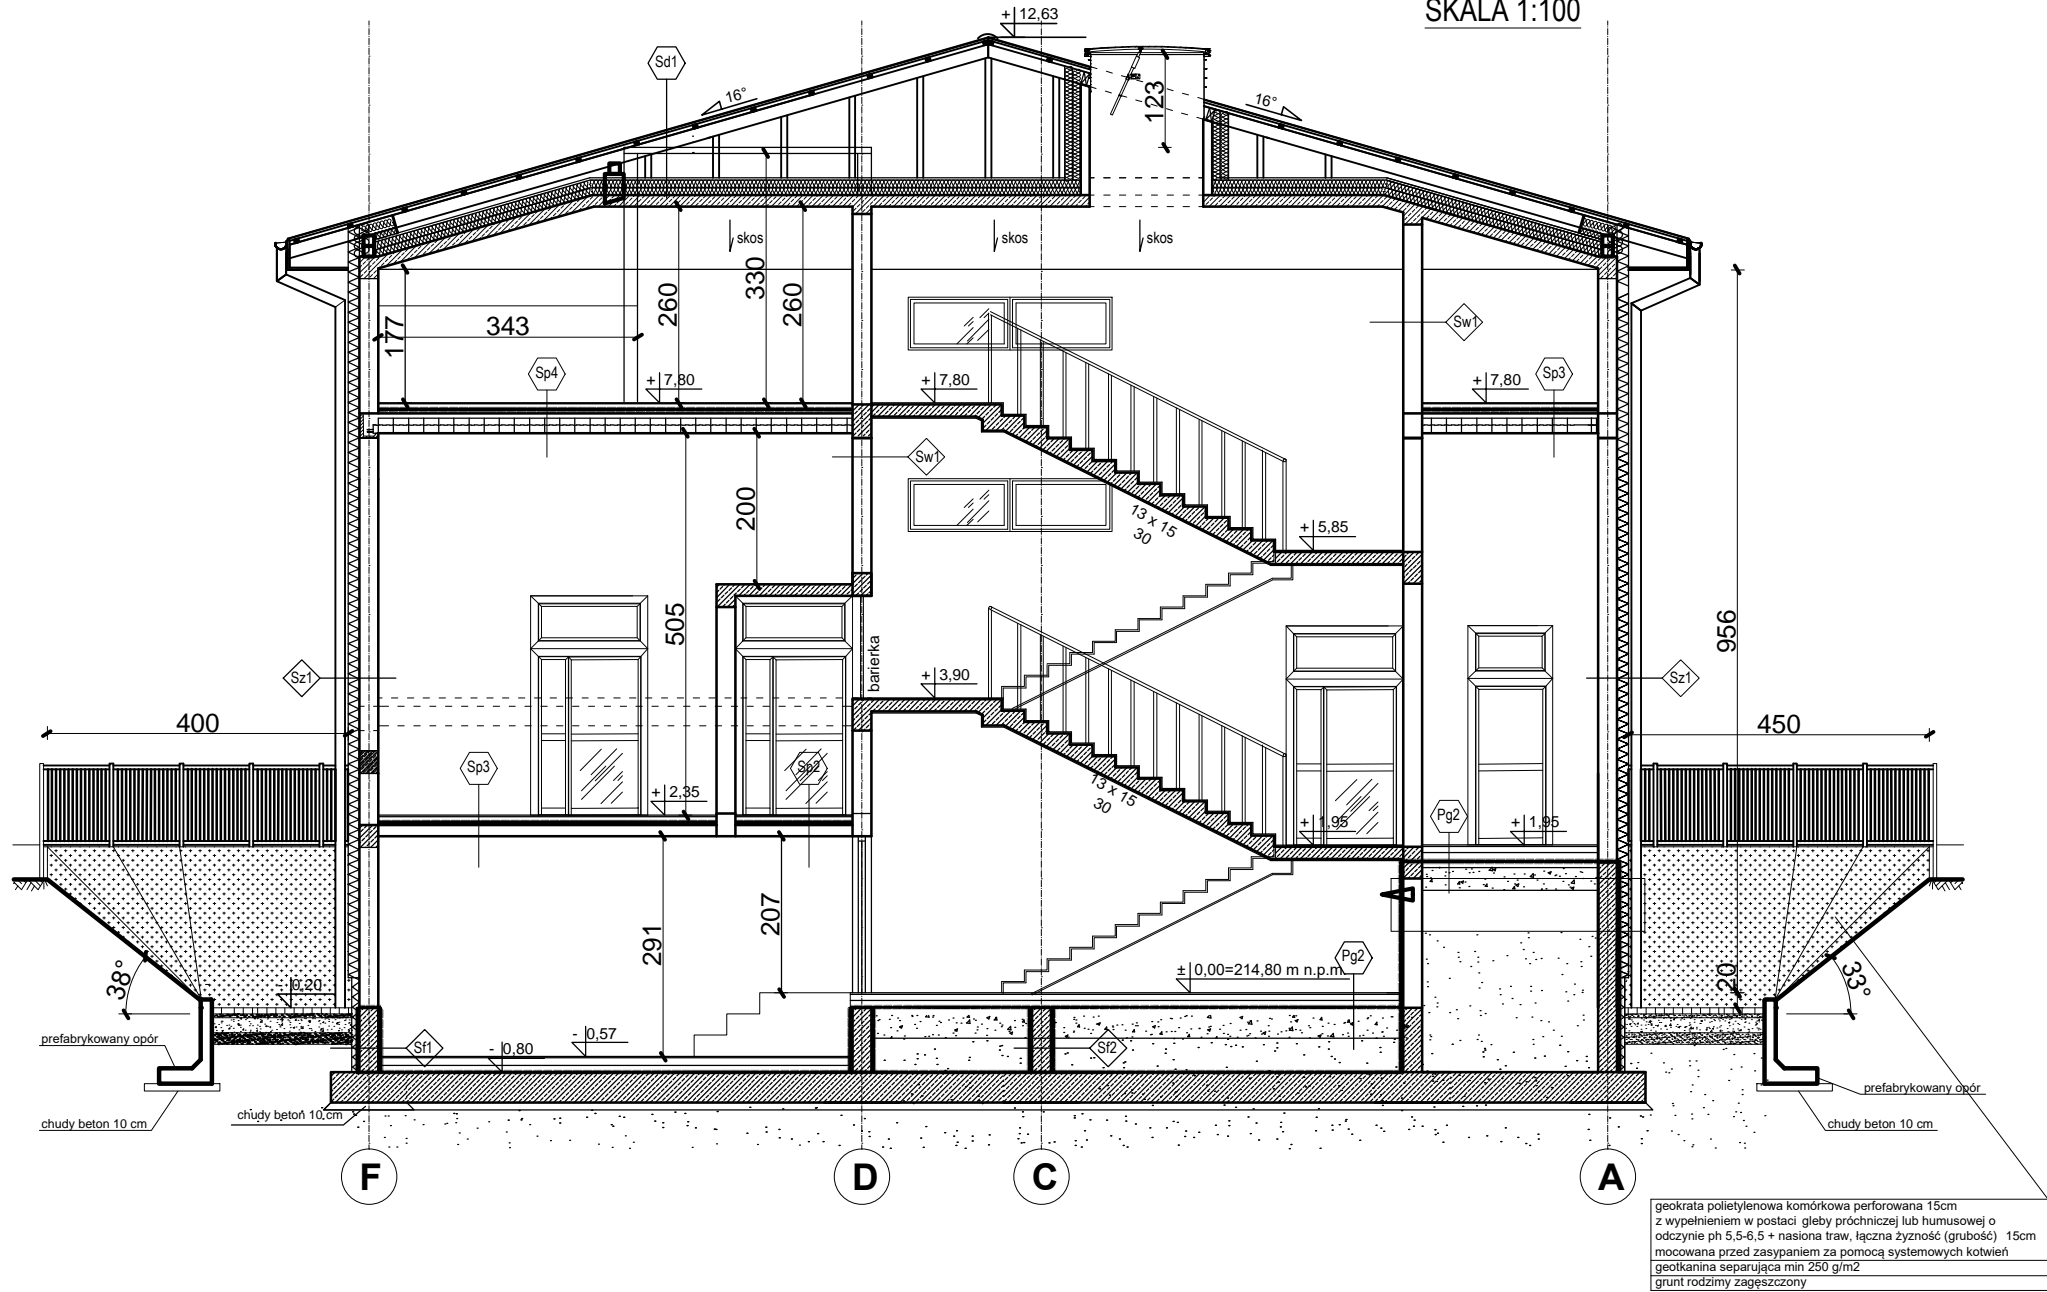 SKALA 1:100
+ 12,63
Sd1
16°
16°
123
skos
skos
skos
330
260
260
177
343
Sw1
Sp4
Sp3
+ 7,80
+ 7,80
+ 7,80
Sw1
200
13 x 15
30
+ 5,85
505
956
barierka
Sz1
+ 3,90
Sz1
400
450
Sp3
Sp2
+ 2,35
13 x 15
30
+ 1,95
Pg2
+ 1,95
207
291
Pg2
± 0,00=214,80 m n.p.m.
38°
- 0,20
20
33°
prefabrykowany opór
Sf1
- 0,57
- 0,80
Sf2
prefabrykowany opór
chudy beton 10 cm
chudy beton 10 cm
chudy beton 10 cm
F
D
C
A
geokrata polietylenowa komórkowa perforowana 15cm
z wypełnieniem w postaci gleby próchniczej lub humusowej o
odczynie ph 5,5-6,5 + nasiona traw, łączna żyzność (grubość) 15cm
mocowana przed zasypaniem za pomocą systemowych kotwień
geotkanina separująca min 250 g/m2
grunt rodzimy zagęszczony